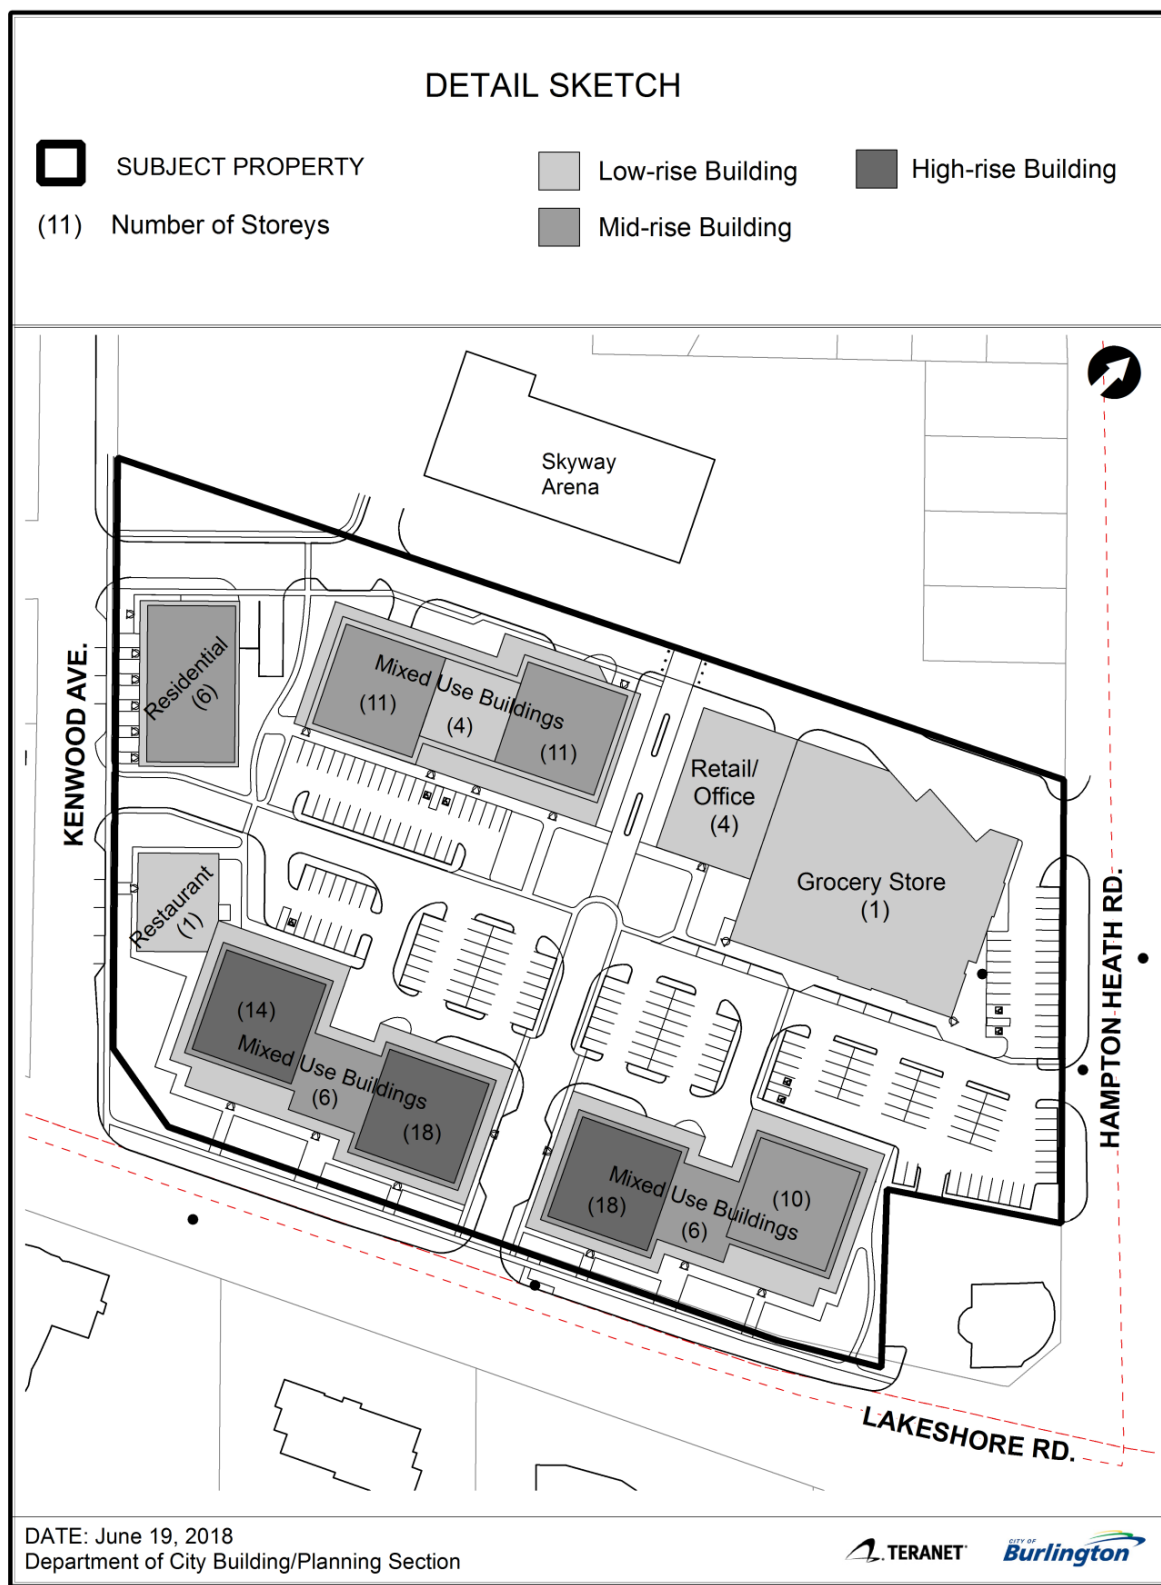 DETAIL SKETCH
SUBJECT PROPERTY
(11) Number of Storeys
Low-rise Building
Mid-rise Building
High-rise Building
Skyway
Arena
KENWOOD AVE.
Residential
(6)
Mixed Use Buildings
(11)
(4)
(11)
Retail/
Office
(4)
Grocery Store
(1)
HAMPTON HEATH RD.
Restaurant
(1)
(14)
Mixed Use Buildings
(6)
(18)
Mixed Use Buildings
(18)
(6)
(10)
LAKESHORE RD.
DATE: June 19, 2018
Department of City Building/Planning Section
TERANET
CITY OF
Burlington